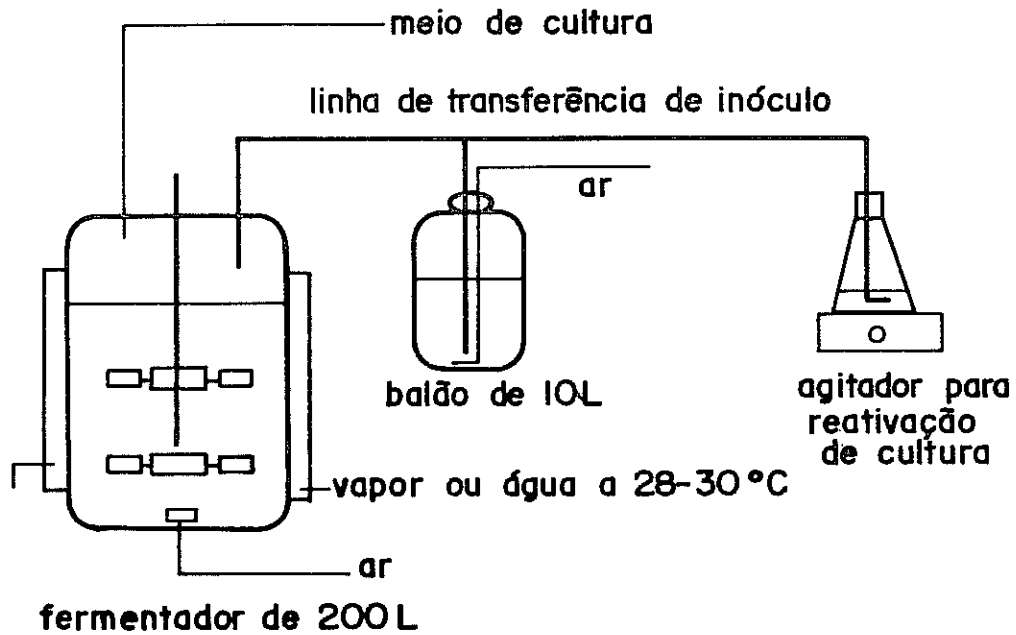 meio de cultura
linha de transferência de inóculo
ar
balão de 10L
agitador para
reativação
de cultura
vapor ou água a 28-30°C
ar
fermentador de 200L